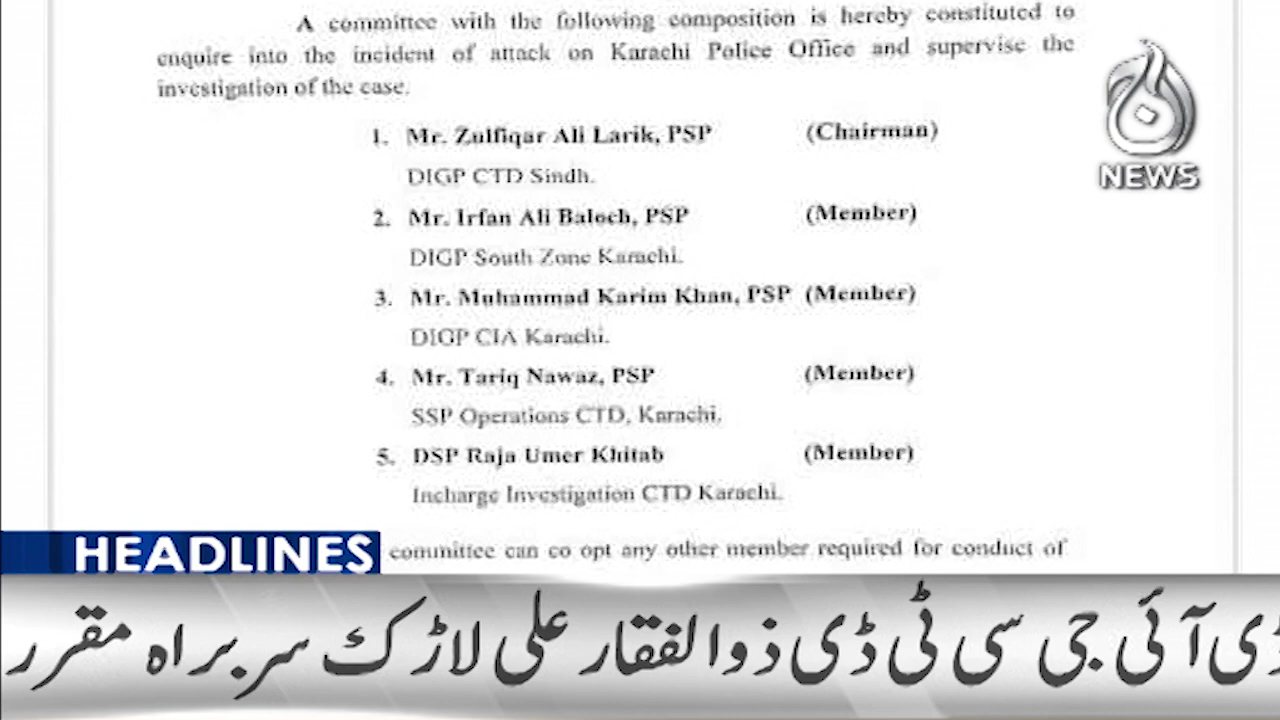 A committee with the following composition is hereby constituted to
enquire into the incident of attack on Karachi Police Office and supervise the
investigation of the case.
1. Mr. Zulfiqar Ali Larik, PSP (Chairman)
DIGP CTD Sindh.
2. Mr. Irfan Ali Baloch, PSP (Member)
DIGP South Zone Karachi.
3. Mr. Muhammad Karim Khan, PSP (Member)
DIGP CIA Karachi.
4. Mr. Tariq Nawaz, PSP (Member)
SSP Operations CTD, Karachi.
5. DSP Raja Umer Khitab (Member)
Incharge Investigation CTD Karachi.
committee can co opt any other member required for conduct of
ن
NEWS
HEADLINES
ڈی آئی جی سی ٹی ڈی ذوالفقار علی لاڑک سربراہ مقرر